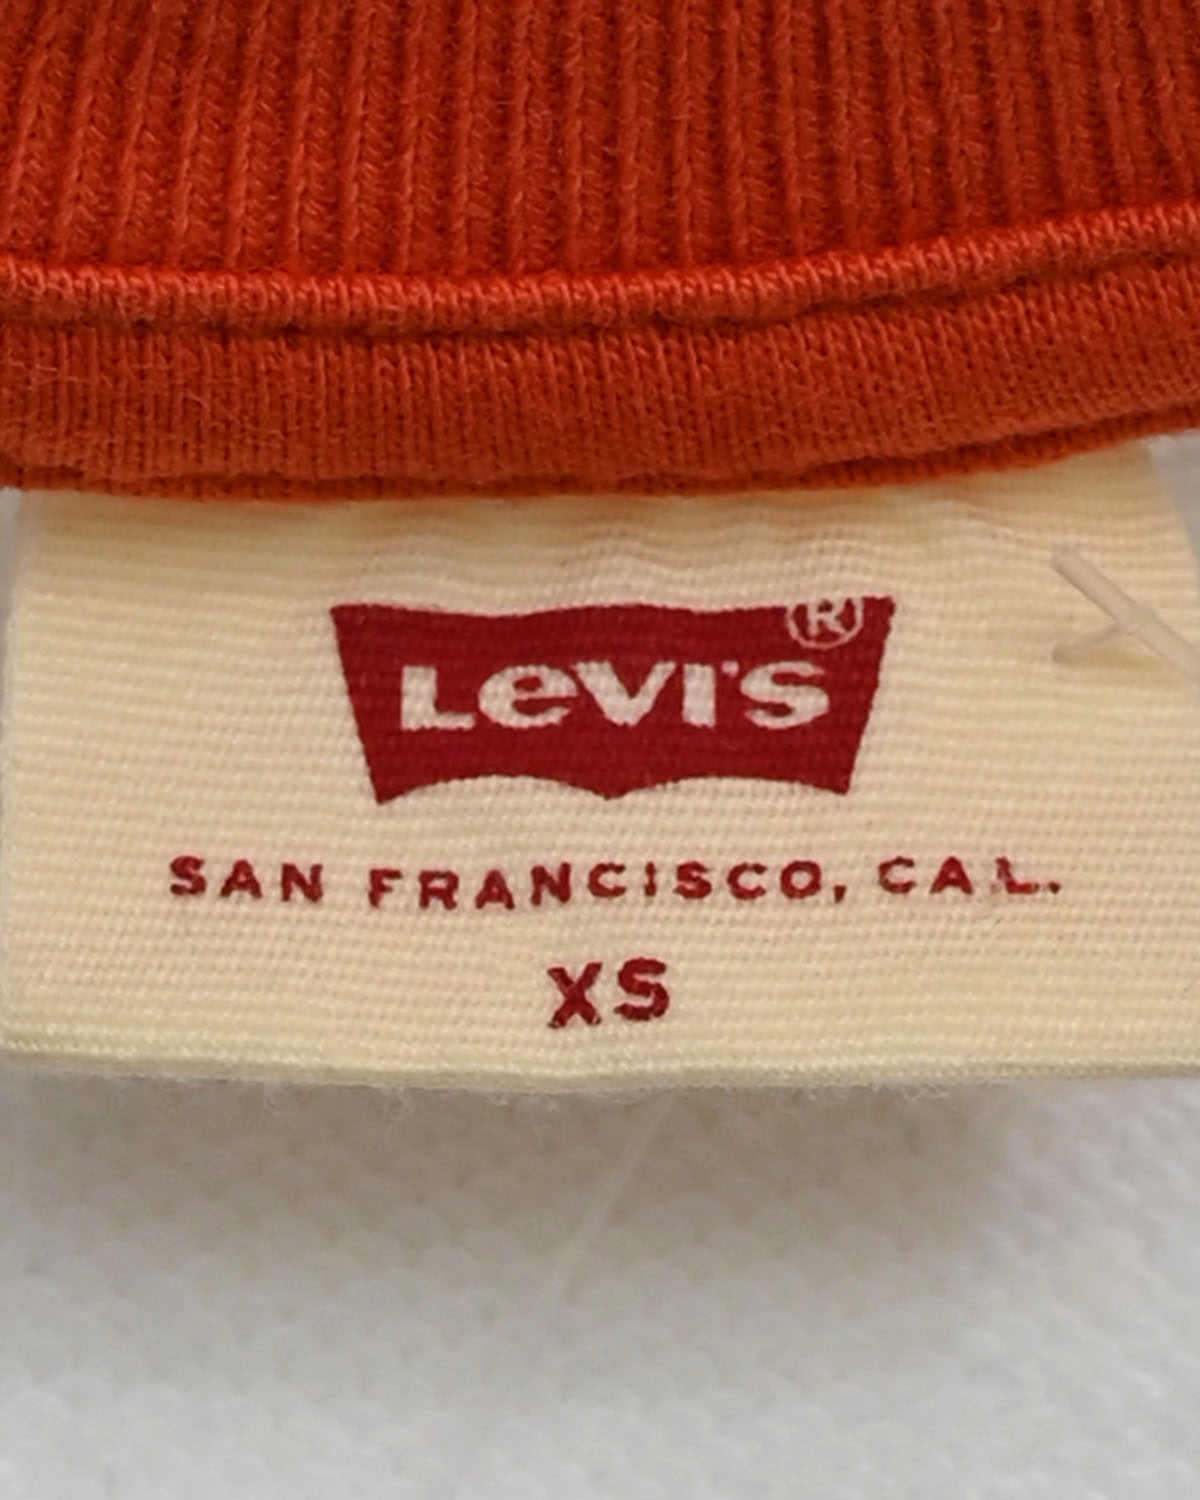 LEVI'S®
SAN FRANCISCO, CAL.
XS